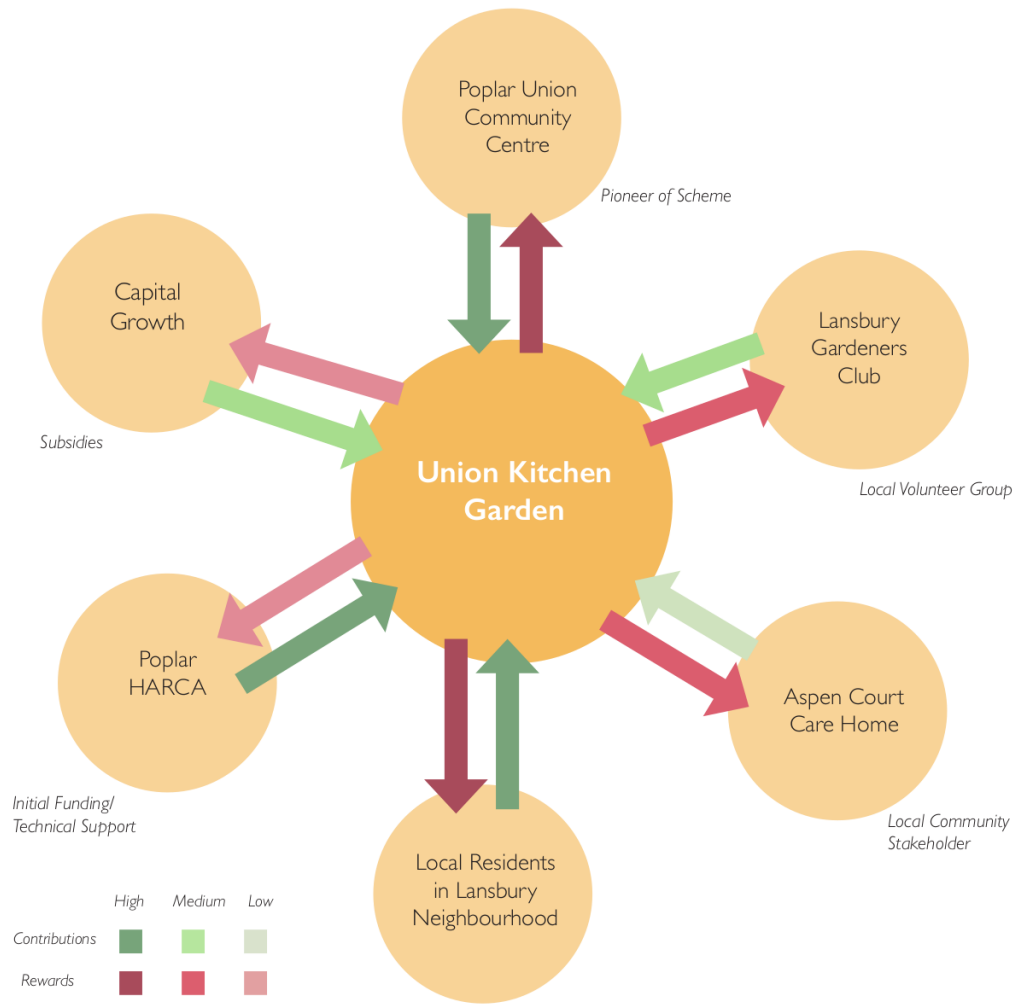 Poplar Union
Community
Centre
Pioneer of Scheme
Capital
Growth
Subsidies
Lansbury
Gardeners
Club
Local Volunteer Group
Union Kitchen
Garden
Poplar
HARCA
Initial Funding/
Technical Support
Aspen Court
Care Home
Local Community
Stakeholder
Local Residents
in Lansbury
Neighbourhood
High Medium Low
Contributions
Rewards